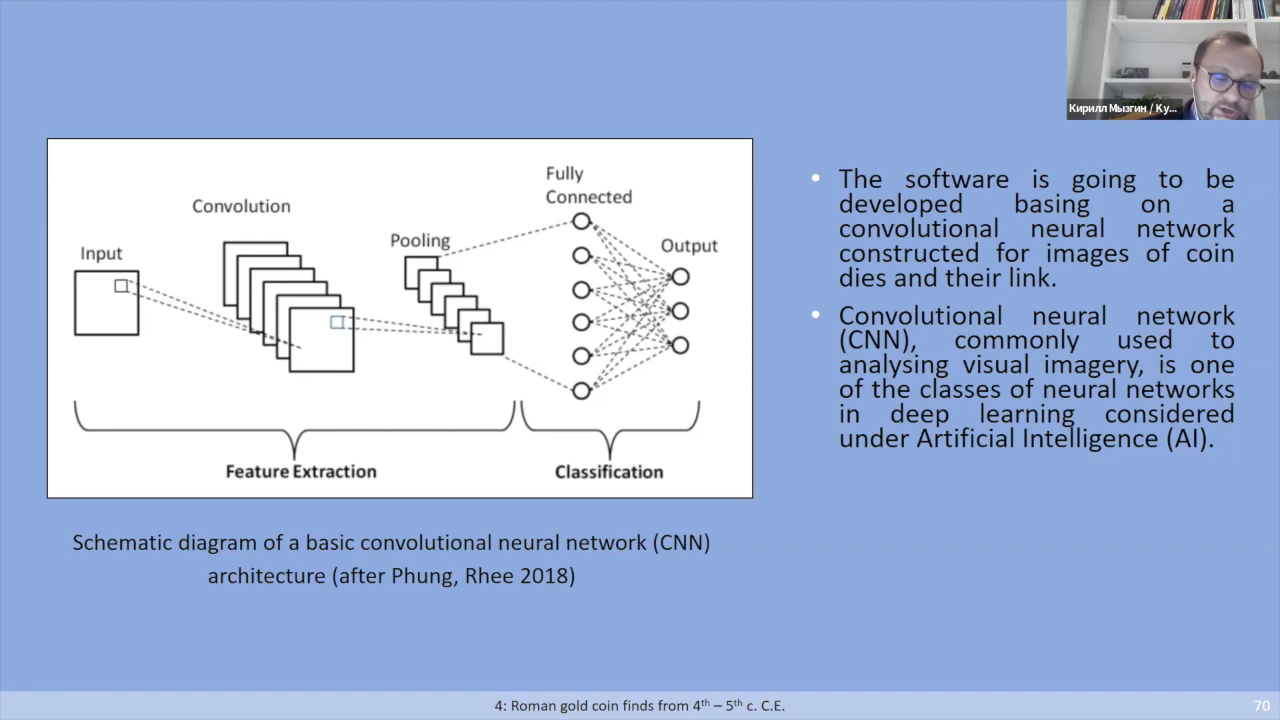 Кирилл Мызгин / Ky...
Input
Convolution
Pooling
Fully
Connected
Output
Feature Extraction
Classification
Schematic diagram of a basic convolutional neural network (CNN)
architecture (after Phung, Rhee 2018)
• The software is going to be
developed basing on a
convolutional neural network
constructed for images of coin
dies and their link.
• Convolutional neural network
(CNN), commonly used to
analysing visual imagery, is one
of the classes of neural networks
in deep learning considered
under Artificial Intelligence (AI).
4: Roman gold coin finds from 4th – 5th c. C.E.
70